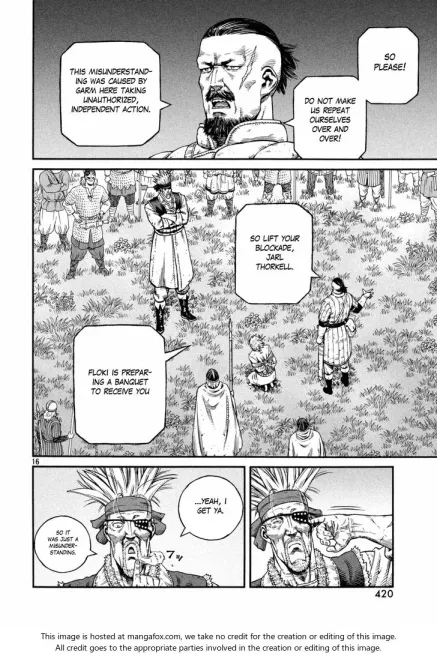 SO
PLEASE!
THIS MISUNDERSTAND-
ING WAS CAUSED BY
GARM HERE TAKING
UNAUTHORIZED,
INDEPENDENT ACTION.
DO NOT MAKE
US REPEAT
OURSELVES
OVER AND
OVER!
SO LIFT YOUR
BLOCKADE,
JARL
THORKELL.
FLOKI IS PREPAR-
ING A BANQUET
TO RECEIVE YOU
16
...YEAH, I
GET YA.
SO IT
WAS JUST A
MISUNDER-
STANDING.
420
This image is hosted at mangafox.com, we take no credit for the creation or editing of this image.
All credit goes to the appropriate parties involved in the creation or editing of this image.